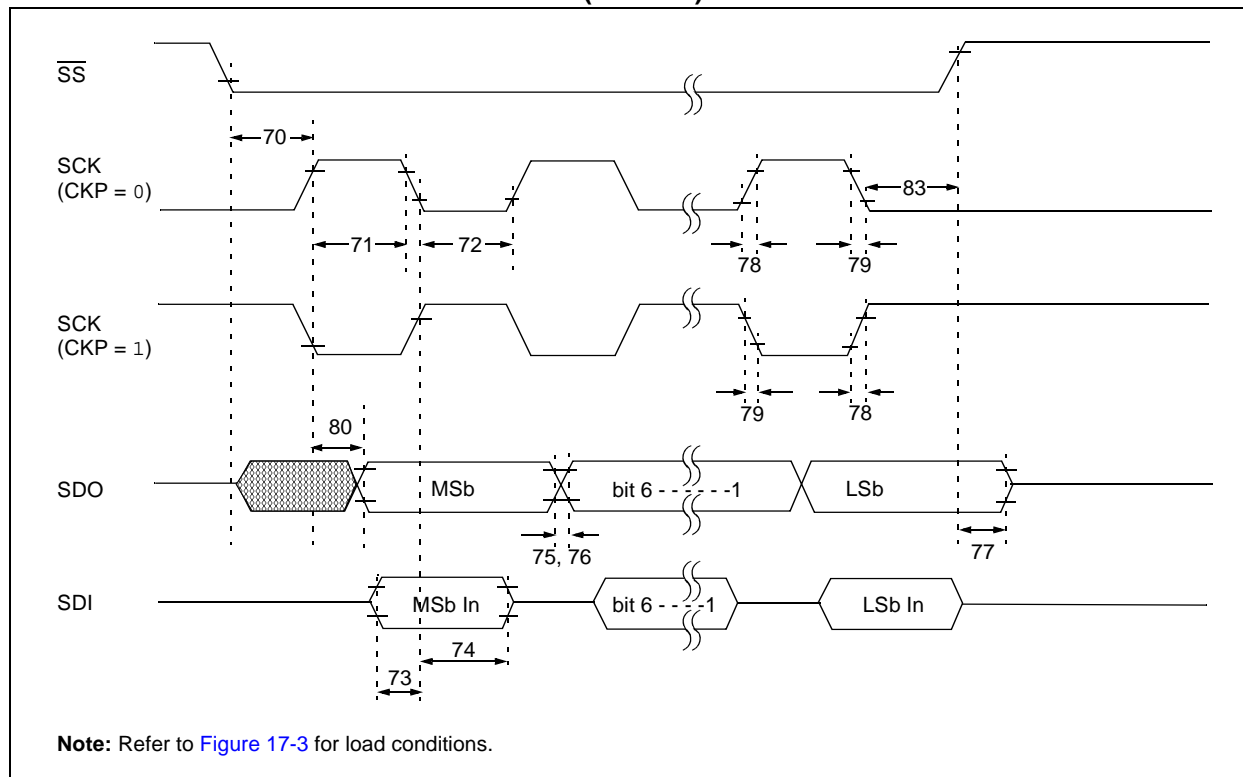 SS
70
SCK
(CKP = 0)
83
71
72
78
79
SCK
(CKP = 1)
79
78
80
SDO
MSb
bit 6 - - - - - -1
LSb
75, 76
77
SDI
MSb In
bit 6 - - - - -1
LSb In
74
73
Note: Refer to Figure 17-3 for load conditions.